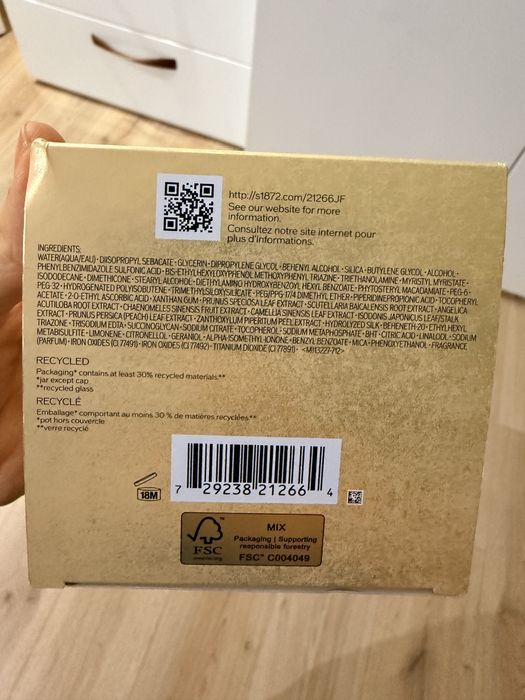 http://s1872.com/21266JF
See our website for more
information.
Consultez notre site internet pour
plus d'informations.
INGREDIENTS:
WATER(AQUA/EAU)･DIISOPROPYL SEBACATE･GLYCERIN･DIPROPYLENE GLYCOL･BEHENYL ALCOHOL･SILICA･BUTYLENE GLYCOL･ALCOHOL･
PHENYLBENZIMIDAZOLE SULFONIC ACID･BIS-ETHYLHEXYLOXYPHENOL METHOXYPHENYL TRIAZINE･TRIETHANOLAMINE･MYRISTYL MYRISTATE･
ISODODECANE･DIMETHICONE･STEARYL ALCOHOL･DIETHYLAMINO HYDROXYBENZOYL HEXYL BENZOATE･PHYTOSTERYL MACADAMIATE･PEG-6･
PEG-32･HYDROGENATED POLYISOBUTENE･TRIMETHYLSILOXYSILICATE･PEG/PPG-17/4 DIMETHYL ETHER･PIPERIDINEPROPIONIC ACID･TOCOPHERYL
ACETATE･2-O-ETHYL ASCORBIC ACID･XANTHAN GUM･PRUNUS SPECIOSA LEAF EXTRACT･SCUTELLARIA BAICALENSIS ROOT EXTRACT･ANGELICA
ACUTILOBA ROOT EXTRACT･CHAENOMELES SINENSIS FRUIT EXTRACT･CAMELLIA SINENSIS LEAF EXTRACT･ISODONIS JAPONICUS LEAF/STALK
EXTRACT･PRUNUS PERSICA (PEACH) LEAF EXTRACT･ZANTHOXYLUM PIPERITUM PEEL EXTRACT･HYDROLYZED SILK･BEHENETH-20･ETHYLHEXYL
TRIAZONE･TRISODIUM EDTA･SUCCINOGLYCAN･SODIUM CITRATE･TOCOPHEROL･SODIUM METAPHOSPHATE･BHT･CITRIC ACID･LINALOOL･SODIUM
METABISULFITE･LIMONENE･CITRONELLOL･GERANIOL･ALPHA-ISOMETHYL IONONE･BENZYL BENZOATE･MICA･PHENOXYETHANOL･FRAGRANCE
(PARFUM)･IRON OXIDES (CI 77491)･IRON OXIDES (CI 77492)･TITANIUM DIOXIDE (CI 77891)･ <M113227-712>
RECYCLED
Packaging* contains at least 30% recycled materials.**
*jar except cap
**recycled glass
RECYCLÉ
Emballage* comportant au moins 30 % de matières recyclées**
*pot hors couvercle
**verre recyclé
18M
7 29238 21266 4
FSC
www.fsc.org
MIX
Packaging | Supporting
responsible forestry
FSC™ C004049